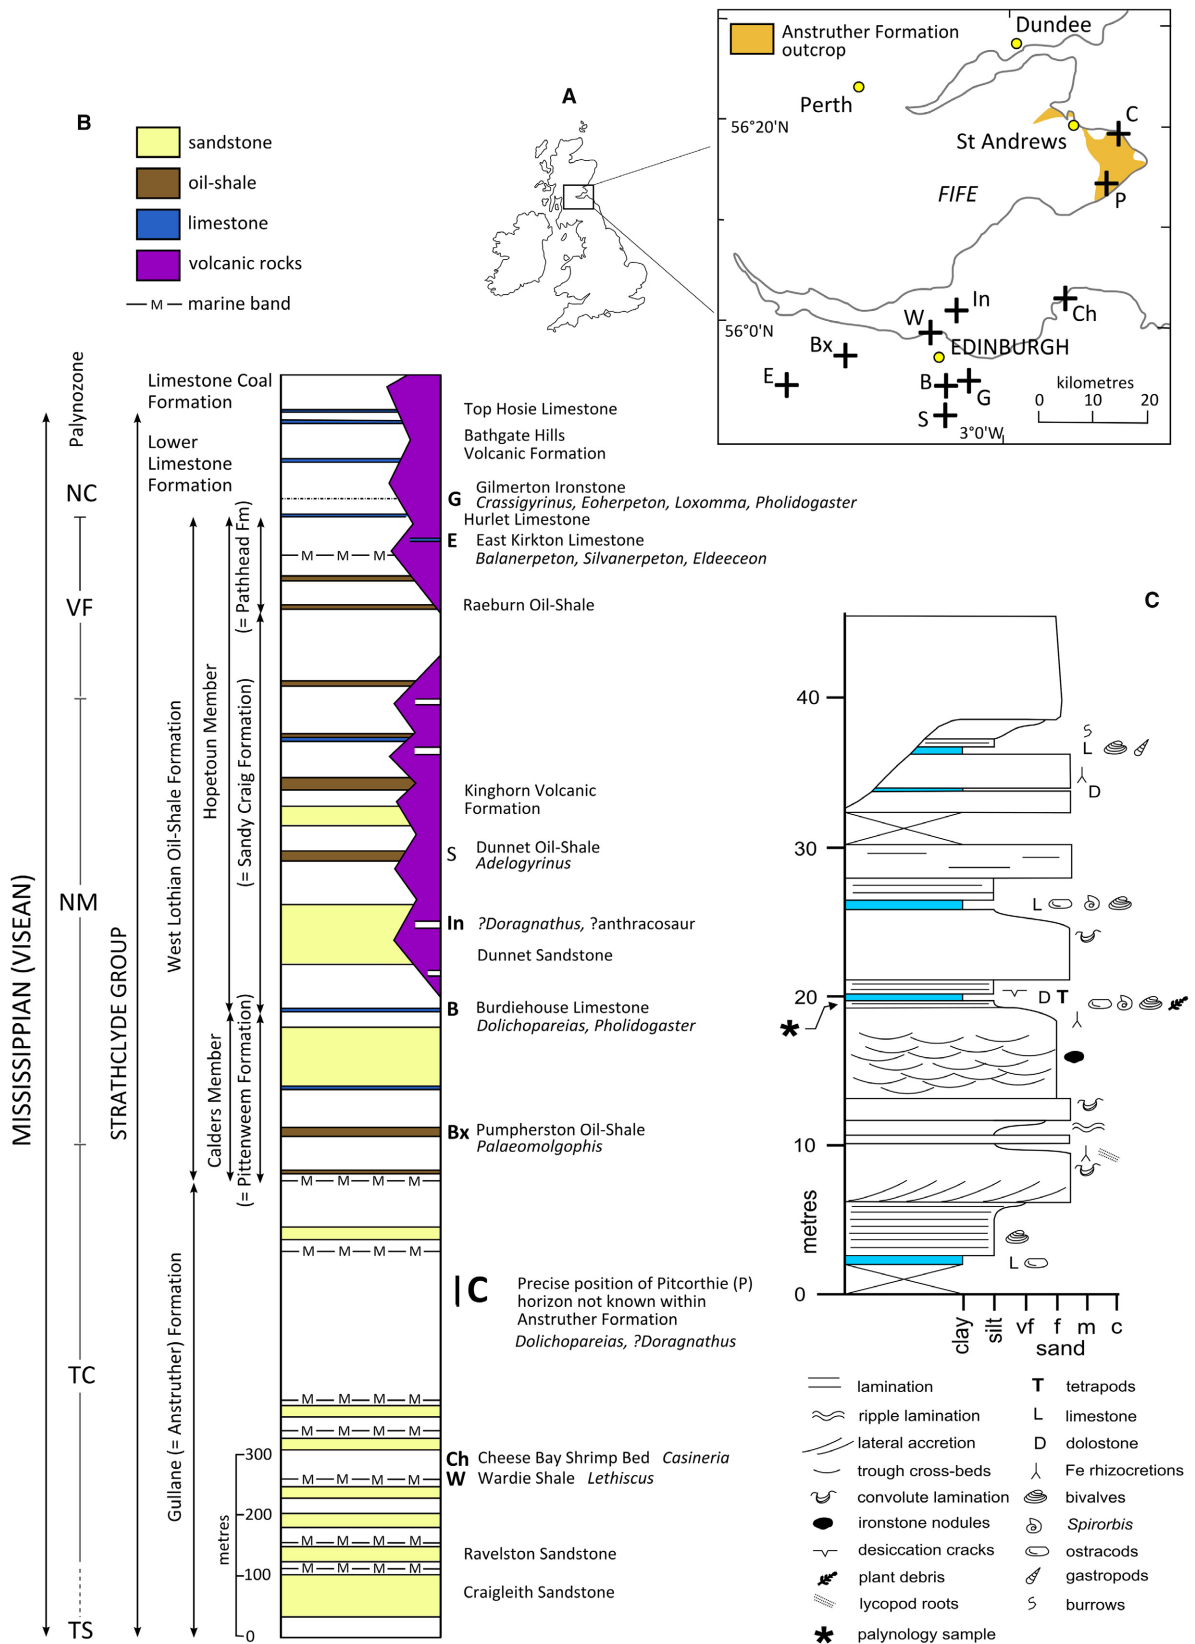 A
Anstruther Formation
outcrop
Dundee
Perth
56°20'N
C
St Andrews
FIFE
P
In
W
Ch
56°0'N
Bx
EDINBURGH
E
B
G
S
kilometres
0 10 20
3°0'W
B
sandstone
oil-shale
limestone
volcanic rocks
— M — marine band
Palynozone
NC
VF
NM
TC
TS
MISSISSIPPIAN (VISEAN)
STRATHCLYDE GROUP
Limestone Coal
Formation
Lower
Limestone
Formation
West Lothian Oil-Shale Formation
Gullane (= Anstruther) Formation
Hopetoun Member
Calders Member
(= Pathhead Fm)
(= Sandy Craig Formation)
(= Pittenweem Formation)
Top Hosie Limestone
Bathgate Hills
Volcanic Formation
G Gilmerton Ironstone
Crassigyrinus, Eoherpeton, Loxomma, Pholidogaster
Hurlet Limestone
E East Kirkton Limestone
Balanerpeton, Silvanerpeton, Eldeeceon
M M M
Raeburn Oil-Shale
Kinghorn Volcanic
Formation
S Dunnet Oil-Shale
Adelogyrinus
In ?Doragnathus, ?anthracosaur
Dunnet Sandstone
B Burdiehouse Limestone
Dolichopareias, Pholidogaster
Bx Pumpherston Oil-Shale
Palaeomolgophis
M M M M
M M M M
C Precise position of Pitcorthie (P)
horizon not known within
Anstruther Formation
Dolichopareias, ?Doragnathus
M M M M
M M M M
Ch Cheese Bay Shrimp Bed Casineria
W Wardie Shale Lethiscus
M M M M
M M M M
Ravelston Sandstone
M M M M
Craigleith Sandstone
metres
300
200
100
0
C
40
30
20
10
0
metres
L
D
L
D T
L
*
clay silt vf f m c
sand
lamination
ripple lamination
lateral accretion
trough cross-beds
convolute lamination
ironstone nodules
desiccation cracks
plant debris
lycopod roots
* palynology sample
T tetrapods
L limestone
D dolostone
Fe rhizocretions
bivalves
Spirorbis
ostracods
gastropods
burrows